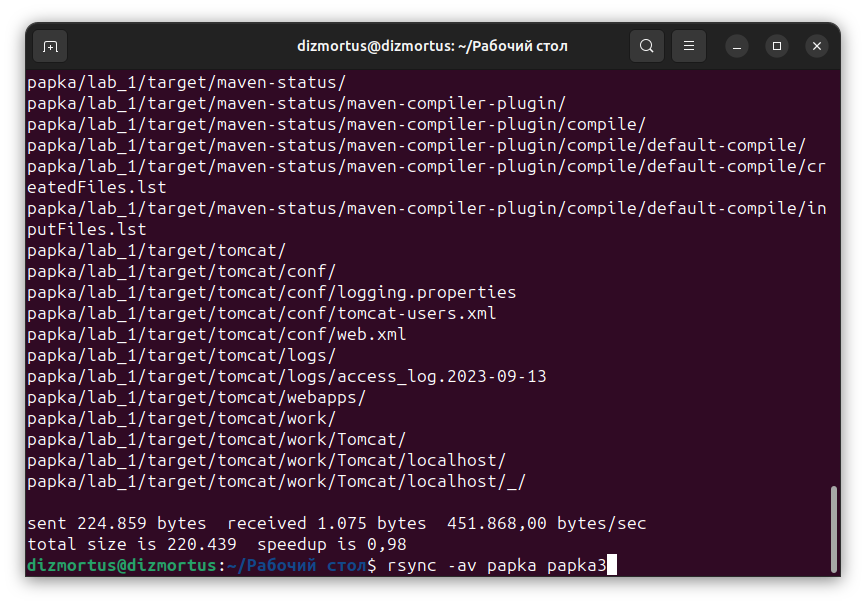 dizmortus@dizmortus: ~/Рабочий стол
papka/lab_1/target/maven-status/
papka/lab_1/target/maven-status/maven-compiler-plugin/
papka/lab_1/target/maven-status/maven-compiler-plugin/compile/
papka/lab_1/target/maven-status/maven-compiler-plugin/compile/default-compile/
papka/lab_1/target/maven-status/maven-compiler-plugin/compile/default-compile/cr
eatedFiles.lst
papka/lab_1/target/maven-status/maven-compiler-plugin/compile/default-compile/in
putFiles.lst
papka/lab_1/target/tomcat/
papka/lab_1/target/tomcat/conf/
papka/lab_1/target/tomcat/conf/logging.properties
papka/lab_1/target/tomcat/conf/tomcat-users.xml
papka/lab_1/target/tomcat/conf/web.xml
papka/lab_1/target/tomcat/logs/
papka/lab_1/target/tomcat/logs/access_log.2023-09-13
papka/lab_1/target/tomcat/webapps/
papka/lab_1/target/tomcat/work/
papka/lab_1/target/tomcat/work/Tomcat/
papka/lab_1/target/tomcat/work/Tomcat/localhost/
papka/lab_1/target/tomcat/work/Tomcat/localhost/_/
sent 224.859 bytes  received 1.075 bytes  451.868,00 bytes/sec
total size is 220.439  speedup is 0,98
dizmortus@dizmortus:~/Рабочий стол$ rsync -av papka papka3